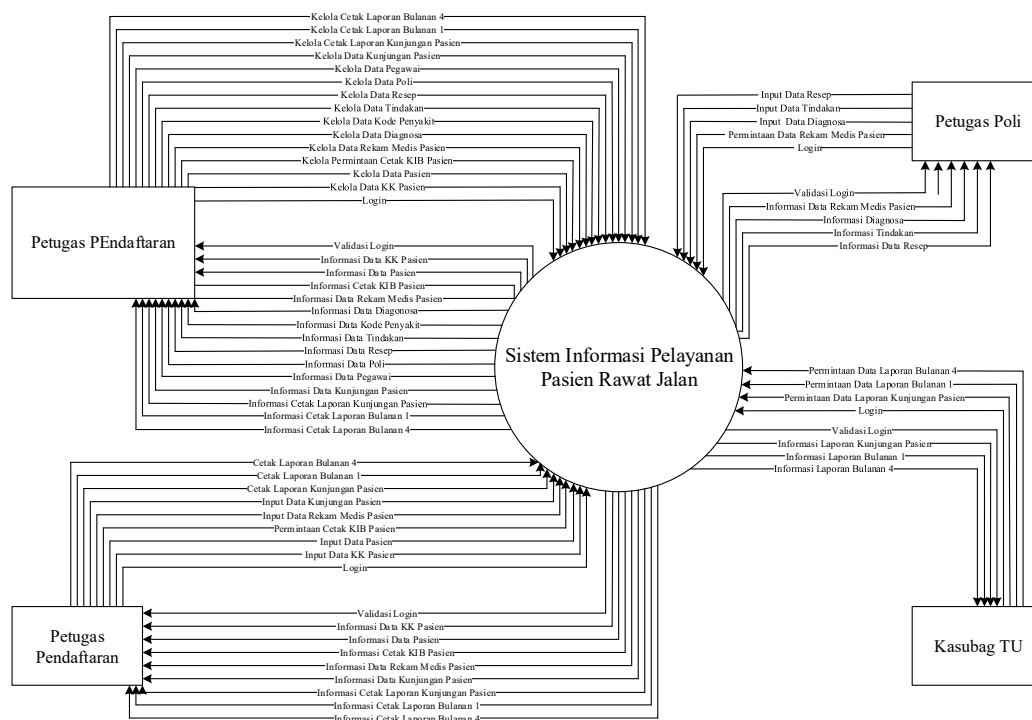 Kelola Cetak Laporan Bulanan 4
Kelola Cetak Laporan Bulanan 1
Kelola Cetak Laporan Kunjungan Pasien
Kelola Data Kunjungan Pasien
Kelola Data Pegawai
Kelola Data Poli
Kelola Data Resep
Kelola Data Tindakan
Kelola Data Kode Penyakit
Kelola Data Diagnosa
Kelola Data Rekam Medis Pasien
Kelola Permintaan Cetak KIB Pasien
Kelola Data Pasien
Kelola Data KK Pasien
Login
Petugas PEndaftaran
Validasi Login
Informasi Data KK Pasien
Informasi Data Pasien
Informasi Cetak KIB Pasien
Informasi Data Rekam Medis Pasien
Informasi Data Diagonosa
Informasi Data Kode Penyakit
Informasi Data Tindakan
Informasi Data Resep
Informasi Data Poli
Informasi Data Pegawai
Informasi Data Kunjungan Pasien
Informasi Cetak Laporan Kunjungan Pasien
Informasi Cetak Laporan Bulanan 1
Informasi Cetak Laporan Bulanan 4
Input Data Resep
Input Data Tindakan
Input  Data Diagnosa
Permintaan Data Rekam Medis Pasien
Login
Petugas Poli
Validasi Login
Informasi Data Rekam Medis Pasien
Informasi Diagnosa
Informasi Tindakan
Informasi Data Resep
Sistem Informasi Pelayanan
Pasien Rawat Jalan
Permintaan Data Laporan Bulanan 4
Permintaan Data Laporan Bulanan 1
Permintaan Data Laporan Kunjungan Pasien
Login
Validasi Login
Informasi Laporan Kunjungan Pasien
Informasi Laporan Bulanan 1
Informasi Laporan Bulanan 4
Kasubag TU
Cetak Laporan Bulanan 4
Cetak Laporan Bulanan 1
Cetak Laporan Kunjungan Pasien
Input Data Kunjungan Pasien
Input Data Rekam Medis Pasien
Permintaan Cetak KIB Pasien
Input Data Pasien
Input Data KK Pasien
Login
Petugas
Pendaftaran
Validasi Login
Informasi Data KK Pasien
Informasi Data Pasien
Informasi Cetak KIB Pasien
Informasi Data Rekam Medis Pasien
Informasi Data Kunjungan Pasien
Informasi Cetak Laporan Kunjungan Pasien
Informasi Cetak Laporan Bulanan 1
Informasi Cetak Laporan Bulanan 4